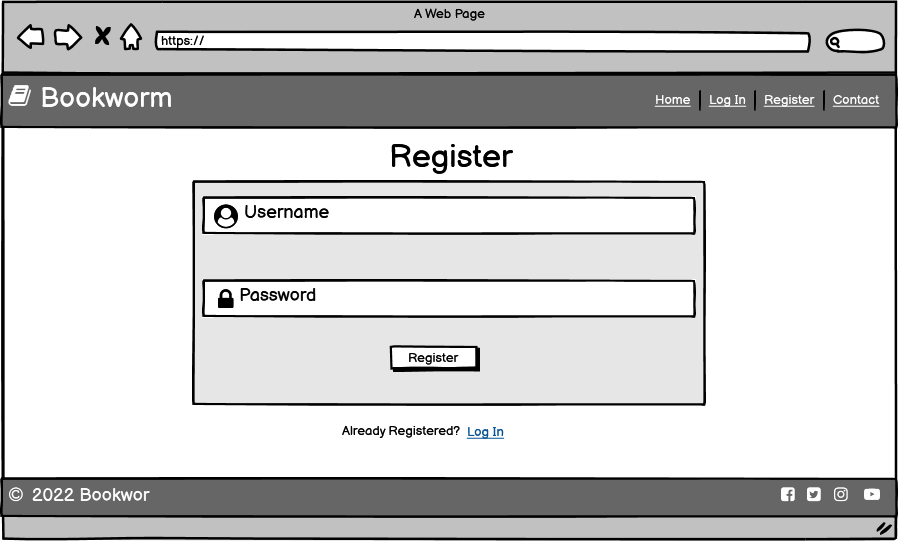 A Web Page
https://
Bookworm
Home Log In Register Contact
Register
Username
Password
Register
Already Registered? Log In
© 2022 Bookwor